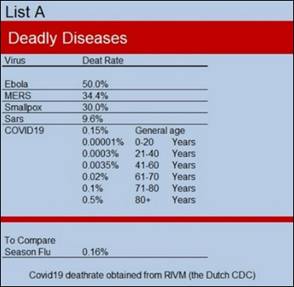 List A
Deadly Diseases
Virus Deat Rate
Ebola 50.0%
MERS 34.4%
Smallpox 30.0%
Sars 9.6%
COVID19 0.15% General age
0.00001% 0-20 Years
0.0003% 21-40 Years
0.0035% 41-60 Years
0.02% 61-70 Years
0.1% 71-80 Years
0.5% 80+ Years
To Compare
Season Flu 0.16%
Covid19 deathrate obtained from RIVM (the Dutch CDC)